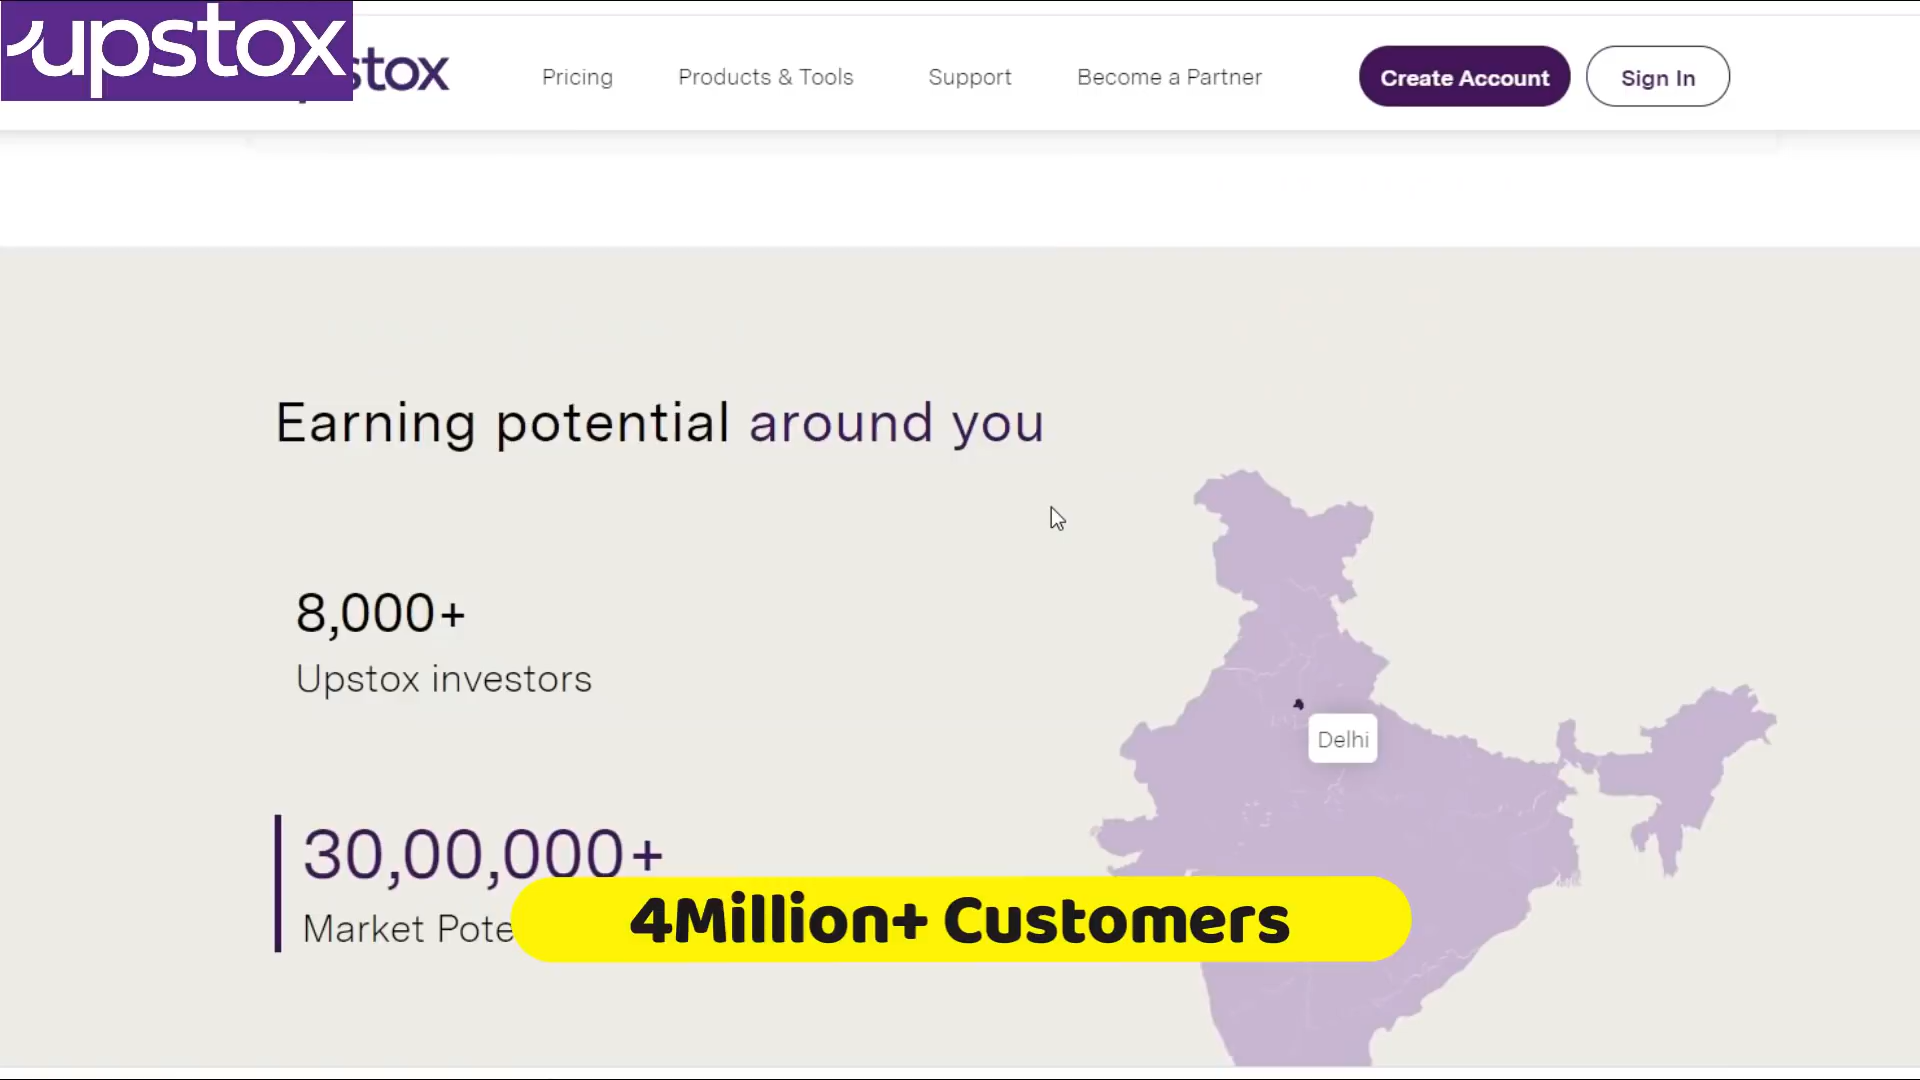 upstox
stox
Pricing
Products & Tools
Support
Become a Partner
Create Account
Sign In
Earning potential around you
8,000+
Upstox investors
Delhi
30,00,000+
Market Pote
4Million+ Customers